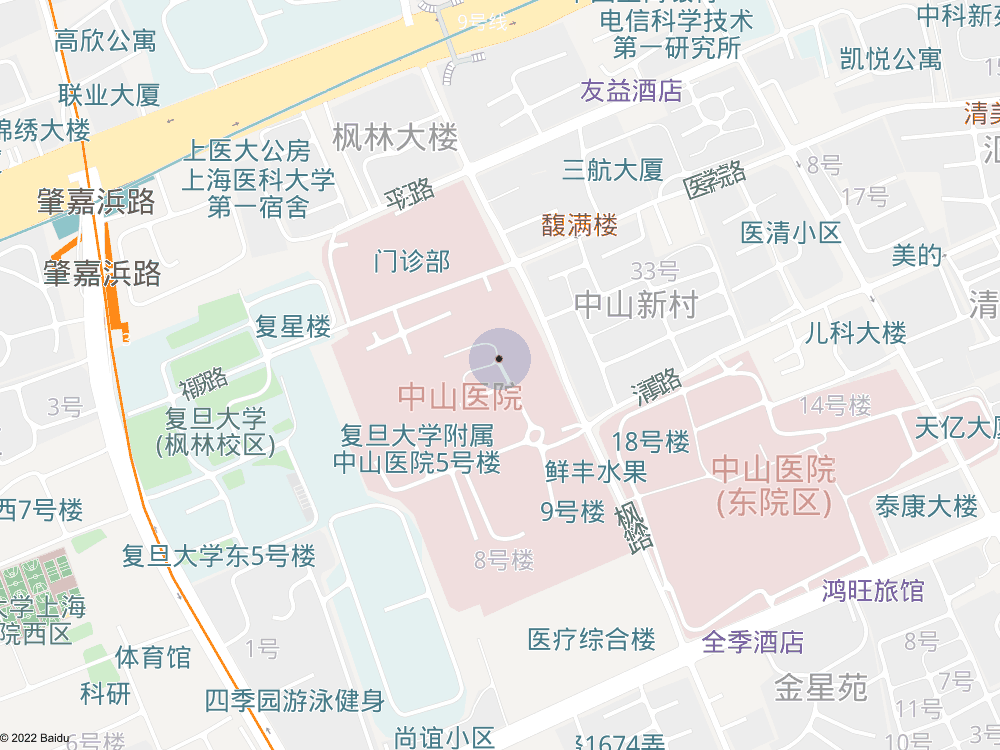 9号线
电信科学技术
第一研究所
高欣公寓
凯悦公寓
联业大厦
友益酒店
锦绣大楼
枫林大楼
上医大公房
上海医科大学
第一宿舍
三航大厦
8号
17号
医学院路
平江路
肇嘉浜路
馥满楼
医清小区
门诊部
美的
肇嘉浜路
33号
中山新村
复星楼
儿科大楼
清真路
3号
中山医院
14号楼
复旦大学
(枫林校区)
复旦大学附属
中山医院5号楼
18号楼
鲜丰水果
中山医院
(东院区)
西7号楼
9号楼
枫林路
泰康大楼
复旦大学东5号楼
8号楼
鸿旺旅馆
大学上海
院西区
1号
医疗综合楼
全季酒店
8号
体育馆
科研
四季园游泳健身
金星苑
7号
11号
尚谊小区
10号
6号楼
© 2022 Baidu